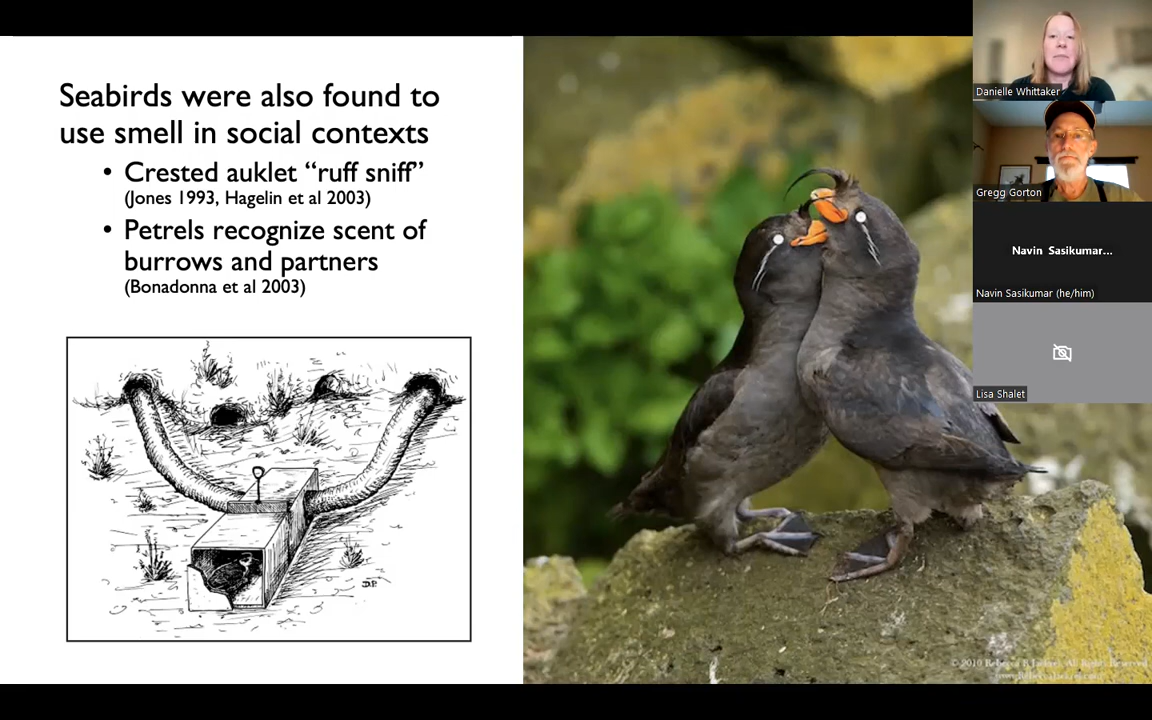 Seabirds were also found to
use smell in social contexts
• Crested auklet “ruff sniff”
(Jones 1993, Hagelin et al 2003)
• Petrels recognize scent of
burrows and partners
(Bonadonna et al 2003)
D.P.
Danielle Whittaker
Gregg Gorton
Navin Sasikumar...
Navin Sasikumar (he/him)
Lisa Shalet